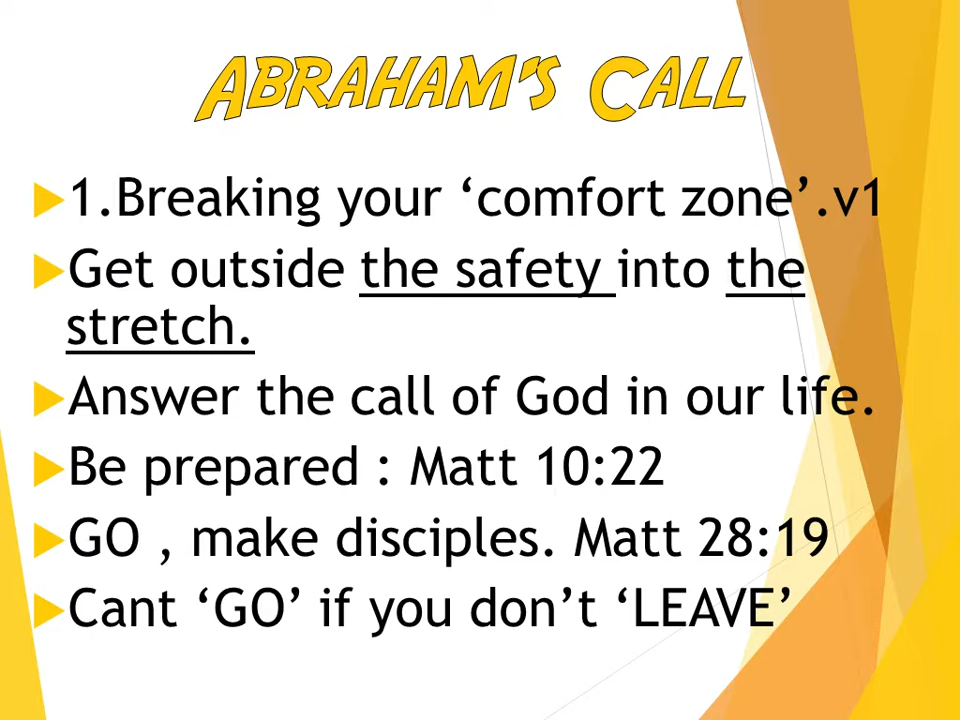 ABRAHAM'S CALL
1.Breaking your ‘comfort zone’.v1
Get outside the safety into the
stretch.
Answer the call of God in our life.
Be prepared : Matt 10:22
GO , make disciples. Matt 28:19
Cant ‘GO’ if you don’t ‘LEAVE’